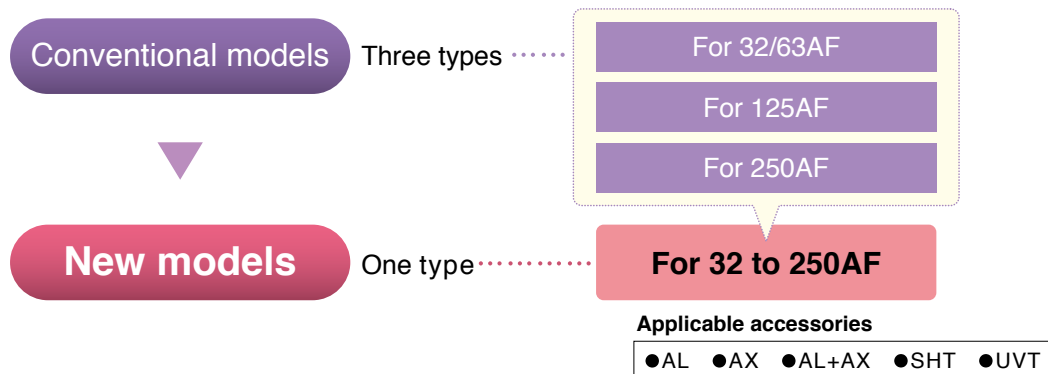 Conventional models
Three types
For 32/63AF
For 125AF
For 250AF
New models
One type
For 32 to 250AF
Applicable accessories
●AL ●AX ●AL+AX ●SHT ●UVT